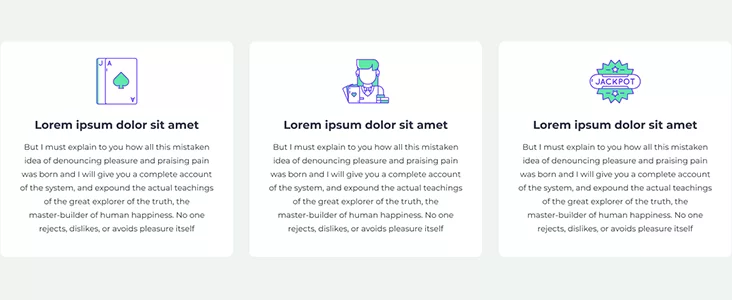 J A
A
Lorem ipsum dolor sit amet
But I must explain to you how all this mistaken
idea of denouncing pleasure and praising pain
was born and I will give you a complete account
of the system, and expound the actual teachings
of the great explorer of the truth, the
master-builder of human happiness. No one
rejects, dislikes, or avoids pleasure itself
Lorem ipsum dolor sit amet
But I must explain to you how all this mistaken
idea of denouncing pleasure and praising pain
was born and I will give you a complete account
of the system, and expound the actual teachings
of the great explorer of the truth, the
master-builder of human happiness. No one
rejects, dislikes, or avoids pleasure itself
JACKPOT
Lorem ipsum dolor sit amet
But I must explain to you how all this mistaken
idea of denouncing pleasure and praising pain
was born and I will give you a complete account
of the system, and expound the actual teachings
of the great explorer of the truth, the
master-builder of human happiness. No one
rejects, dislikes, or avoids pleasure itself